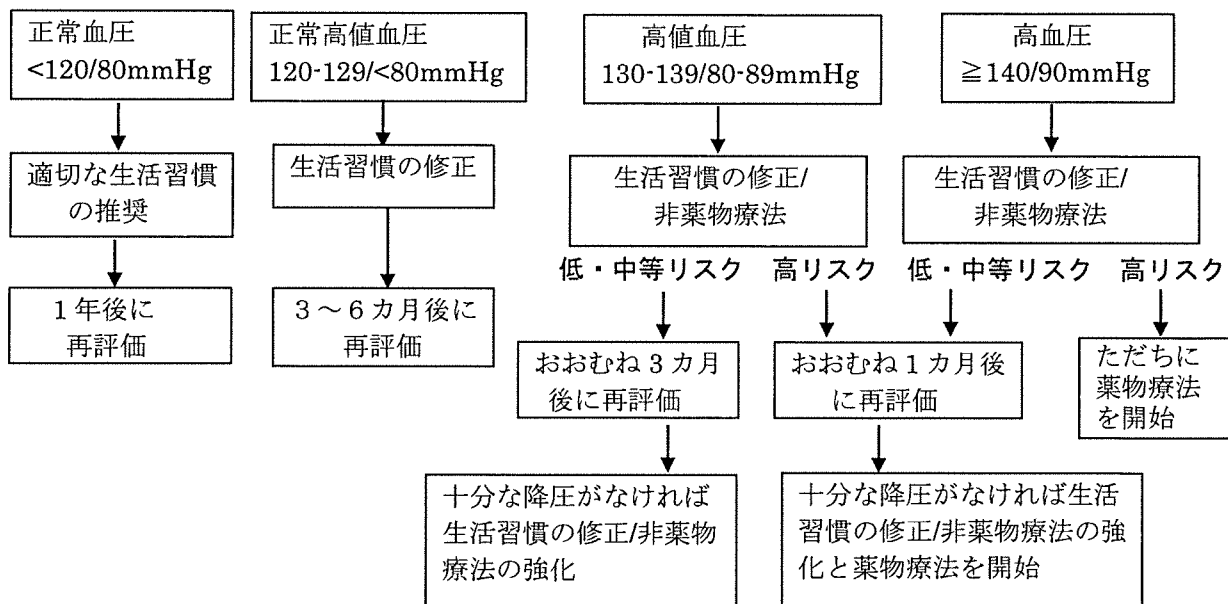 正常血圧
<120/80mmHg
正常高値血圧
120-129/<80mmHg
高値血圧
130-139/80-89mmHg
高血圧
≧140/90mmHg
適切な生活習慣
の推奨
生活習慣の修正
生活習慣の修正/
非薬物療法
生活習慣の修正/
非薬物療法
低・中等リスク
高リスク
低・中等リスク
高リスク
1年後に
再評価
3～6カ月後に
再評価
おおむね3カ月
後に再評価
おおむね1カ月後
に再評価
ただちに
薬物療法
を開始
十分な降圧がなければ
生活習慣の修正/非薬物
療法の強化
十分な降圧がなければ生活
習慣の修正/非薬物療法の強
化と薬物療法を開始